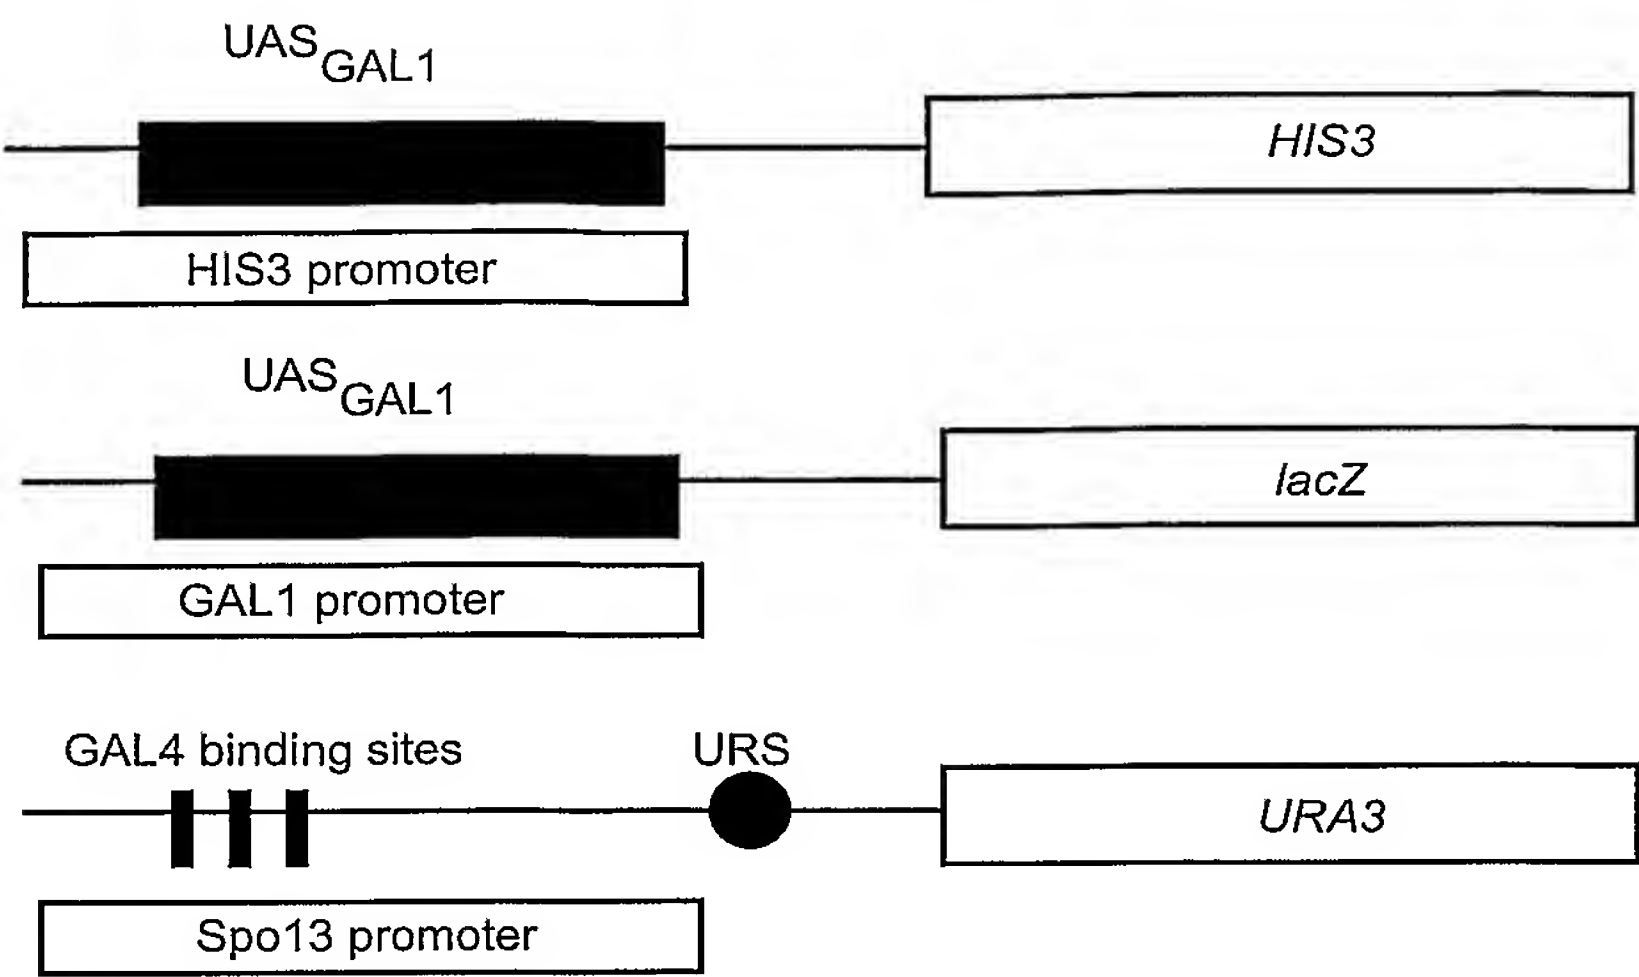 UASGAL1
HIS3
HIS3 promoter
UASGAL1
lacZ
GAL1 promoter
GAL4 binding sites URS
URA3
Spo13 promoter